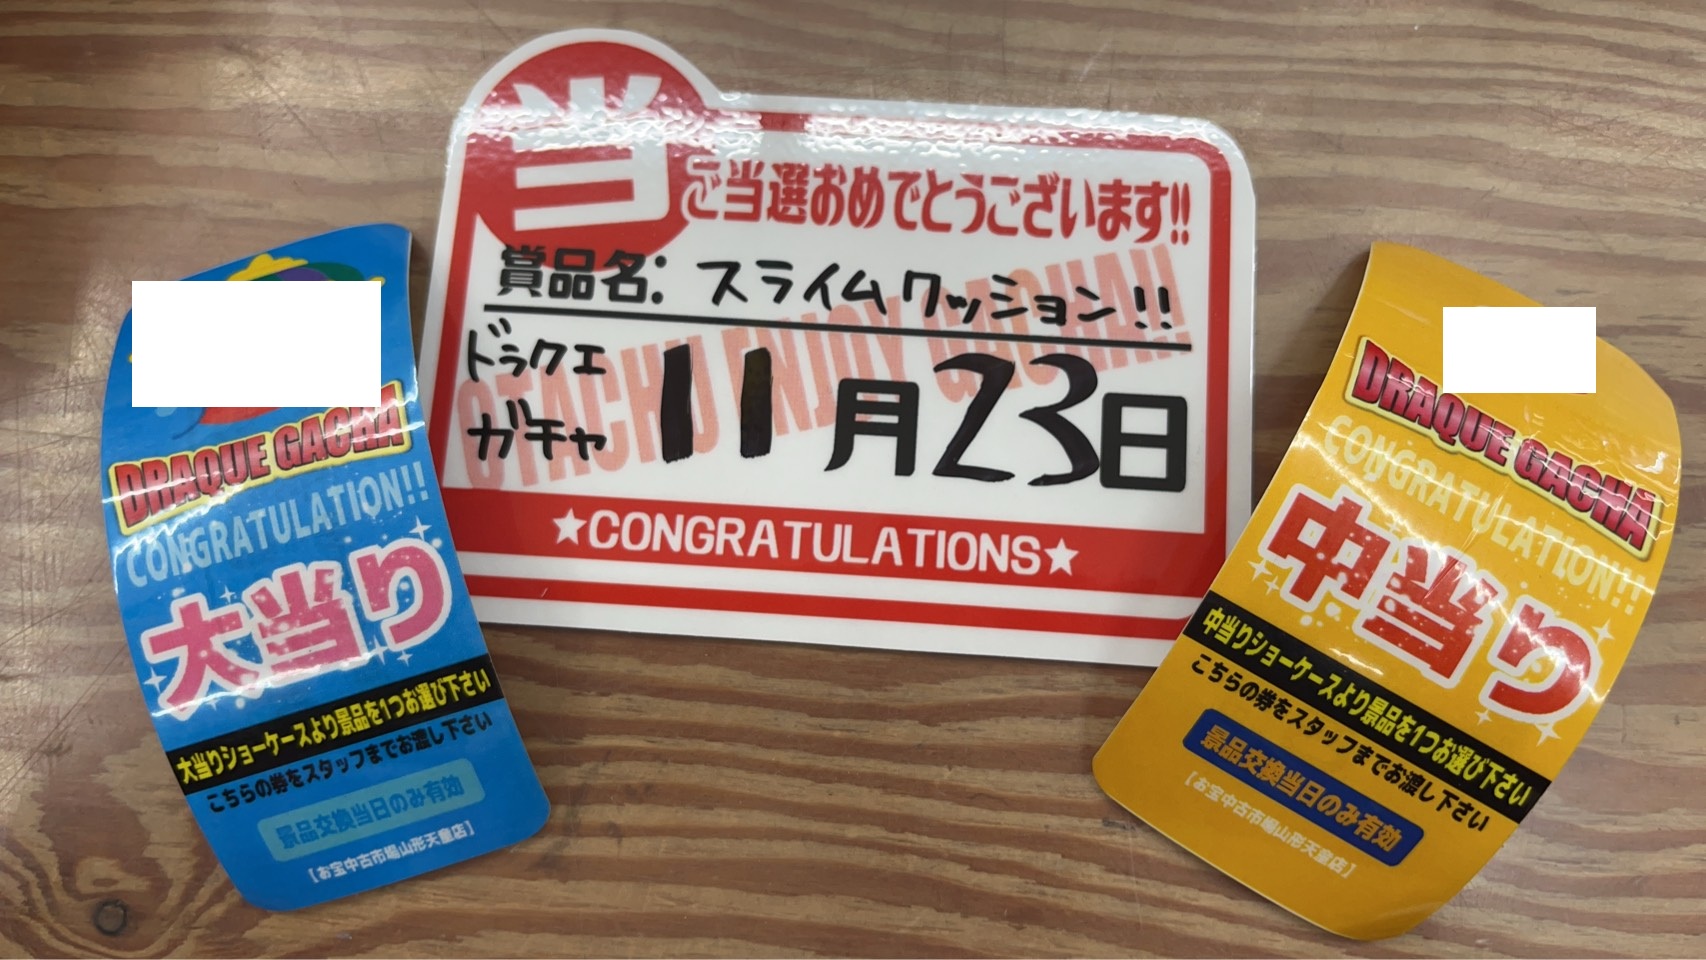 当
ご当選おめでとうございます!!
賞品名: スライムクッション!!
OTACHU ENJOY GACHA!!
ドラクエ
ガチャ
11月23日
★CONGRATULATIONS★
DRAQUE GACHA
CONGRATULATION!!
大当り
大当りショーケースより景品を1つお選び下さい
こちらの券をスタッフまでお渡し下さい
景品交換当日のみ有効
[お宝中古市場山形天童店]
DRAQUE GACHA
CONGRATULATION!!
中当り
中当りショーケースより景品を1つお選び下さい
こちらの券をスタッフまでお渡し下さい
景品交換当日のみ有効
[お宝中古市場山形天童店]